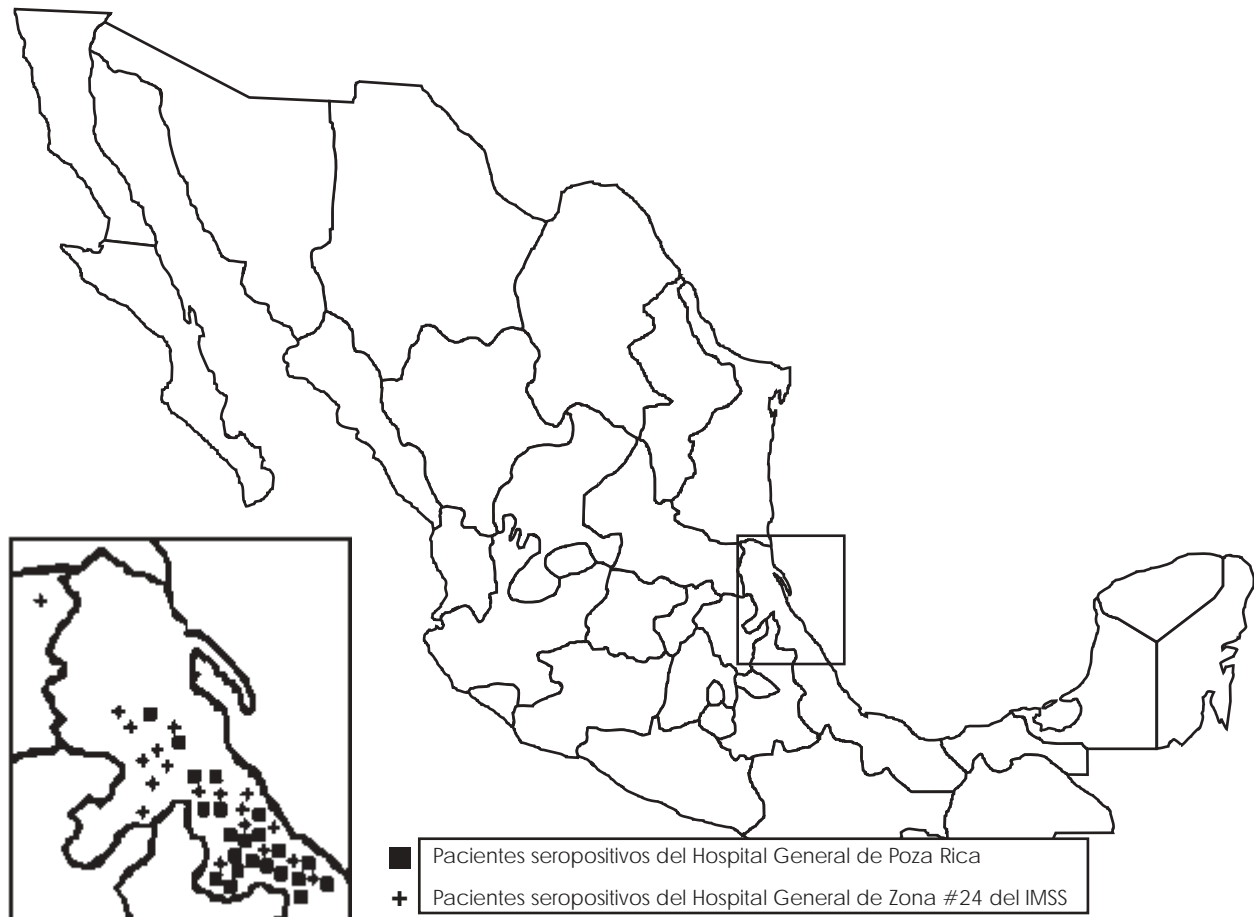 Pacientes seropositivos del Hospital General de Poza Rica
Pacientes seropositivos del Hospital General de Zona #24 del IMSS